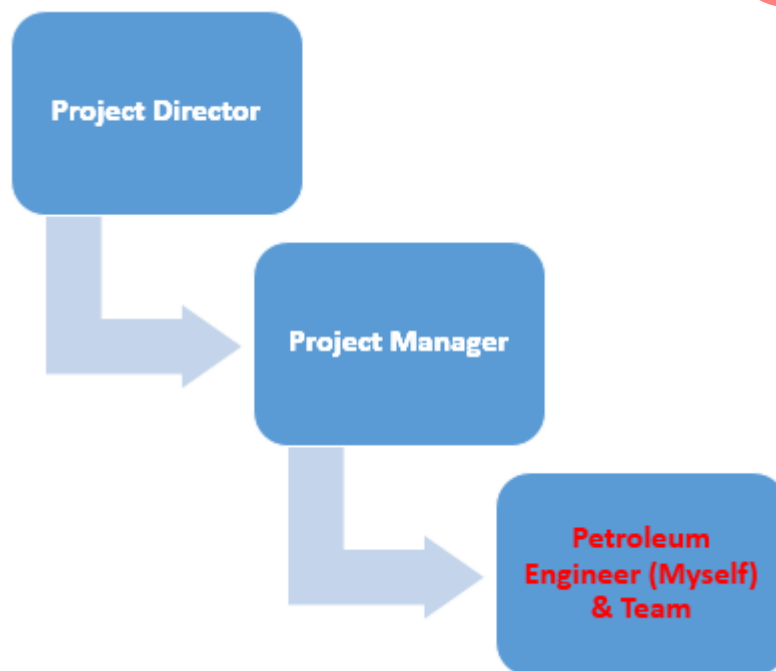 Project Director
Project Manager
Petroleum
Engineer (Myself)
& Team